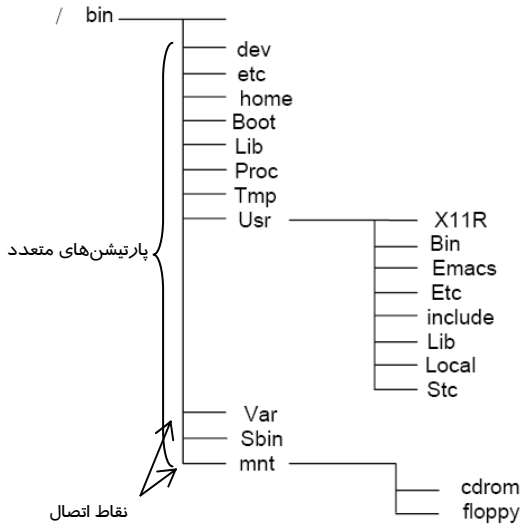 / bin
dev
etc
home
Boot
Lib
Proc
Tmp
Usr
X11R
Bin
Emacs
Etc
include
Lib
Local
Stc
پارتیشن‌های متعدد
Var
Sbin
mnt
cdrom
floppy
نقاط اتصال